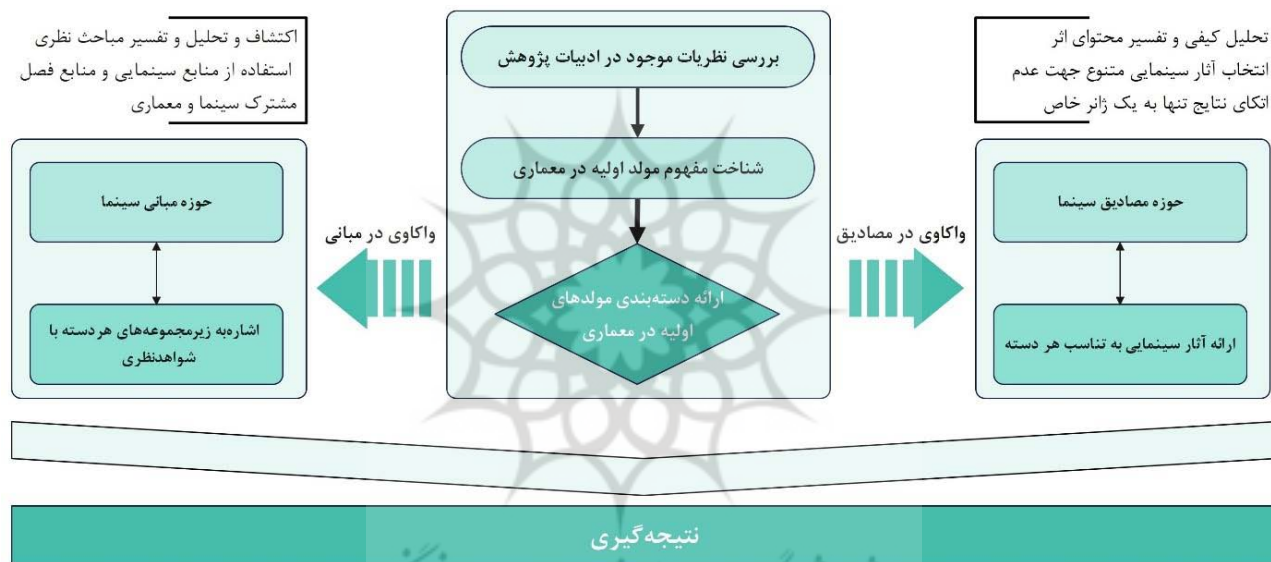 تحلیل کیفی و تفسیر محتوای اثر
انتخاب آثار سینمایی متنوع جهت عدم
اتکای نتایج تنها به یک ژانر خاص
حوزه مصادیق سینما
ارائه آثار سینمایی به تناسب هر دسته
واکاوی در مصادیق
بررسی نظریات موجود در ادبیات پژوهش
شناخت مفهوم مولد اولیه در معماری
ارائه دسته‌بندی مولدهای
اولیه در معماری
واکاوی در مبانی
اکتشاف و تحلیل و تفسیر مباحث نظری
استفاده از منابع سینمایی و منابع فصل
مشترک سینما و معماری
حوزه مبانی سینما
اشاره‌به زیرمجموعه‌های هردسته با
شواهدنظری
نتیجه‌گیری